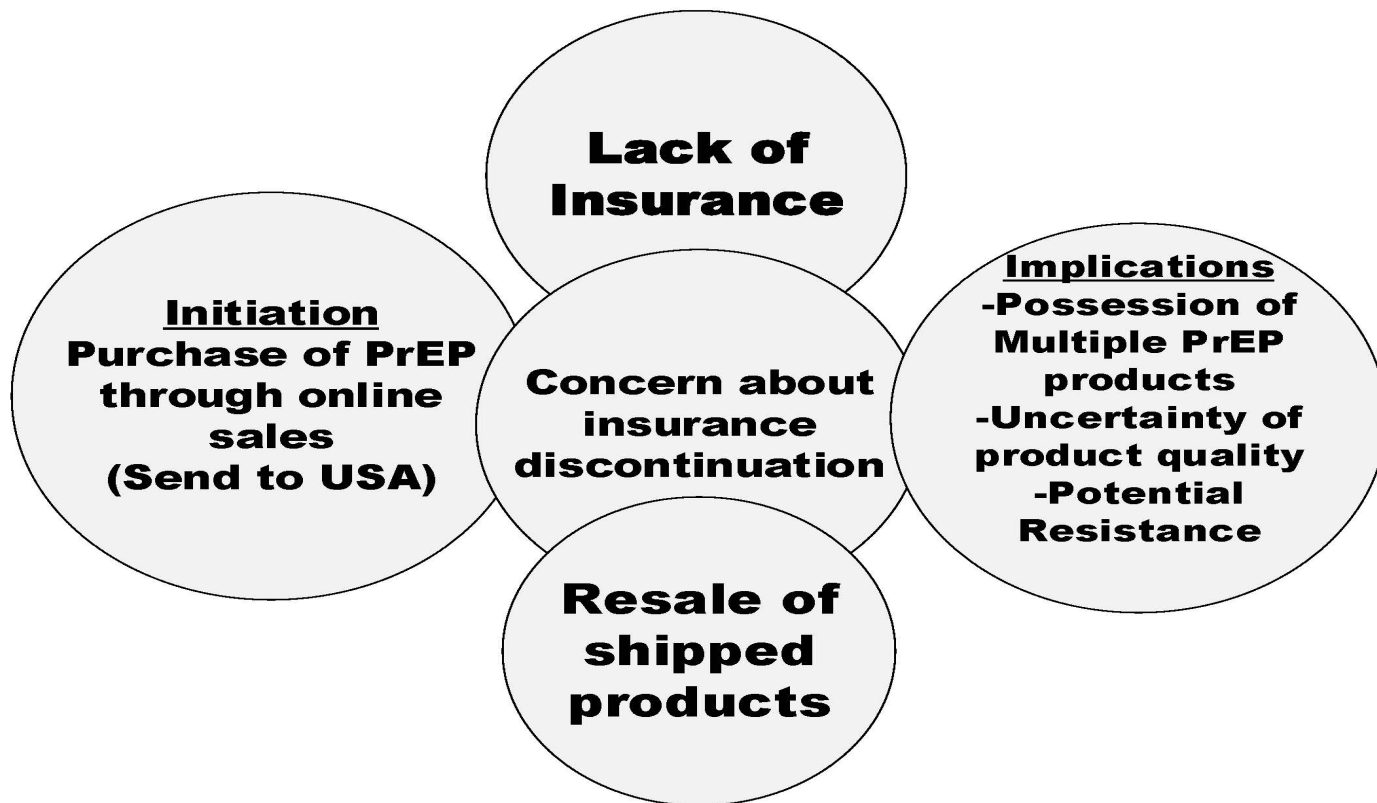 Lack of
Insurance
Initiation
Purchase of PrEP
through online
sales
(Send to USA)
Concern about
insurance
discontinuation
Implications
-Possession of
Multiple PrEP
products
-Uncertainty of
product quality
-Potential
Resistance
Resale of
shipped
products